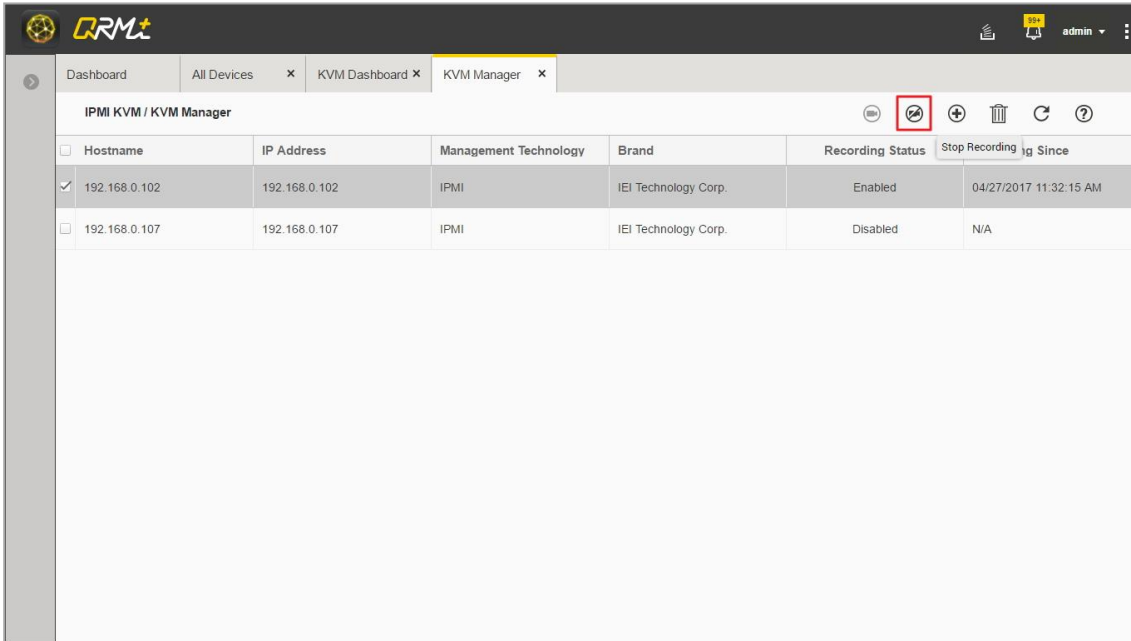 QRM+
99+
admin
Dashboard All Devices × KVM Dashboard × KVM Manager ×
IPMI KVM / KVM Manager
Hostname IP Address Management Technology Brand Recording Status Stop Recording ng Since
192.168.0.102 192.168.0.102 IPMI IEI Technology Corp. Enabled 04/27/2017 11:32:15 AM
192.168.0.107 192.168.0.107 IPMI IEI Technology Corp. Disabled N/A